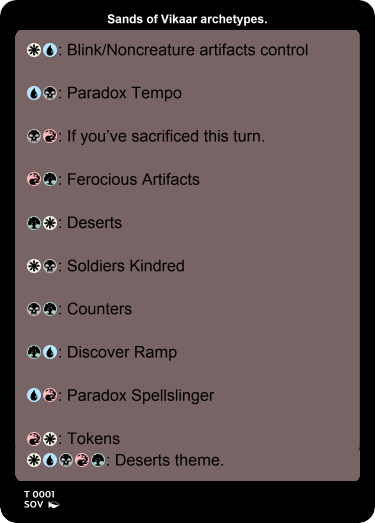 Sands of Vikaar archetypes.
: Blink/Noncreature artifacts control
: Paradox Tempo
: If you've sacrificed this turn.
: Ferocious Artifacts
: Deserts
: Soldiers Kindred
: Counters
: Discover Ramp
: Paradox Spellslinger
: Tokens
: Deserts theme.
T 0001
SOV